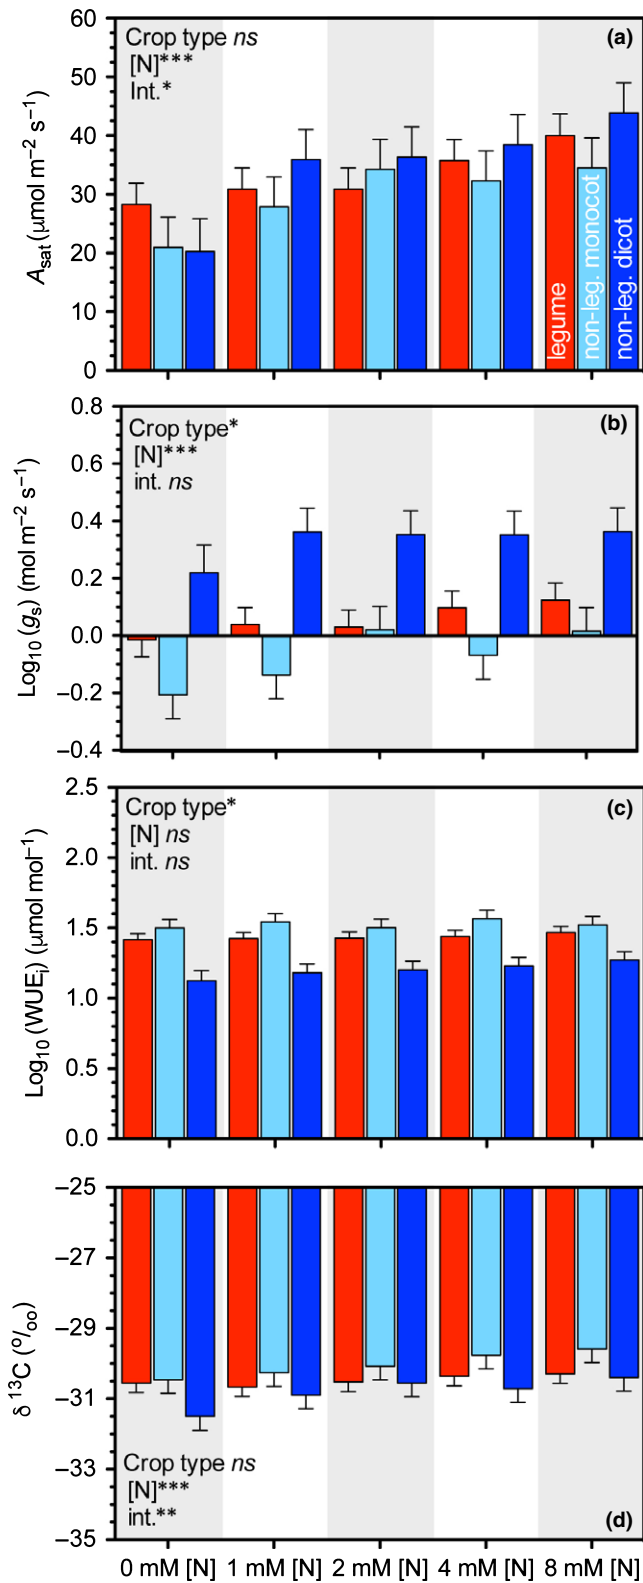 60
50
40
30
20
10
0
A_sat (μmol m⁻² s⁻¹)
Crop type ns
[N]***
Int.*
(a)
legume
non-leg. monocot
non-leg. dicot
0.8
0.6
0.4
0.2
0.0
−0.2
−0.4
Log₁₀ (gₛ) (mol m⁻² s⁻¹)
Crop type*
[N]***
int. ns
(b)
2.5
2.0
1.5
1.0
0.5
0.0
Log₁₀ (WUEᵢ) (μmol mol⁻¹)
Crop type*
[N] ns
int. ns
(c)
−25
−27
−29
−31
−33
−35
δ ¹³C (º/ₒₒ)
Crop type ns
[N]***
int.**
(d)
0 mM [N] 1 mM [N] 2 mM [N] 4 mM [N] 8 mM [N]